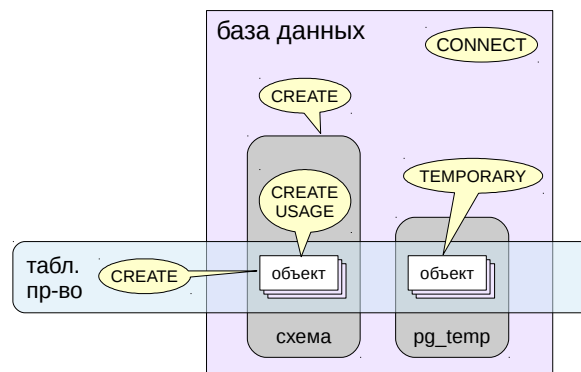 база данных
CONNECT
CREATE
CREATE
USAGE
TEMPORARY
табл.
пр-во
CREATE
объект
объект
схема
pg_temp